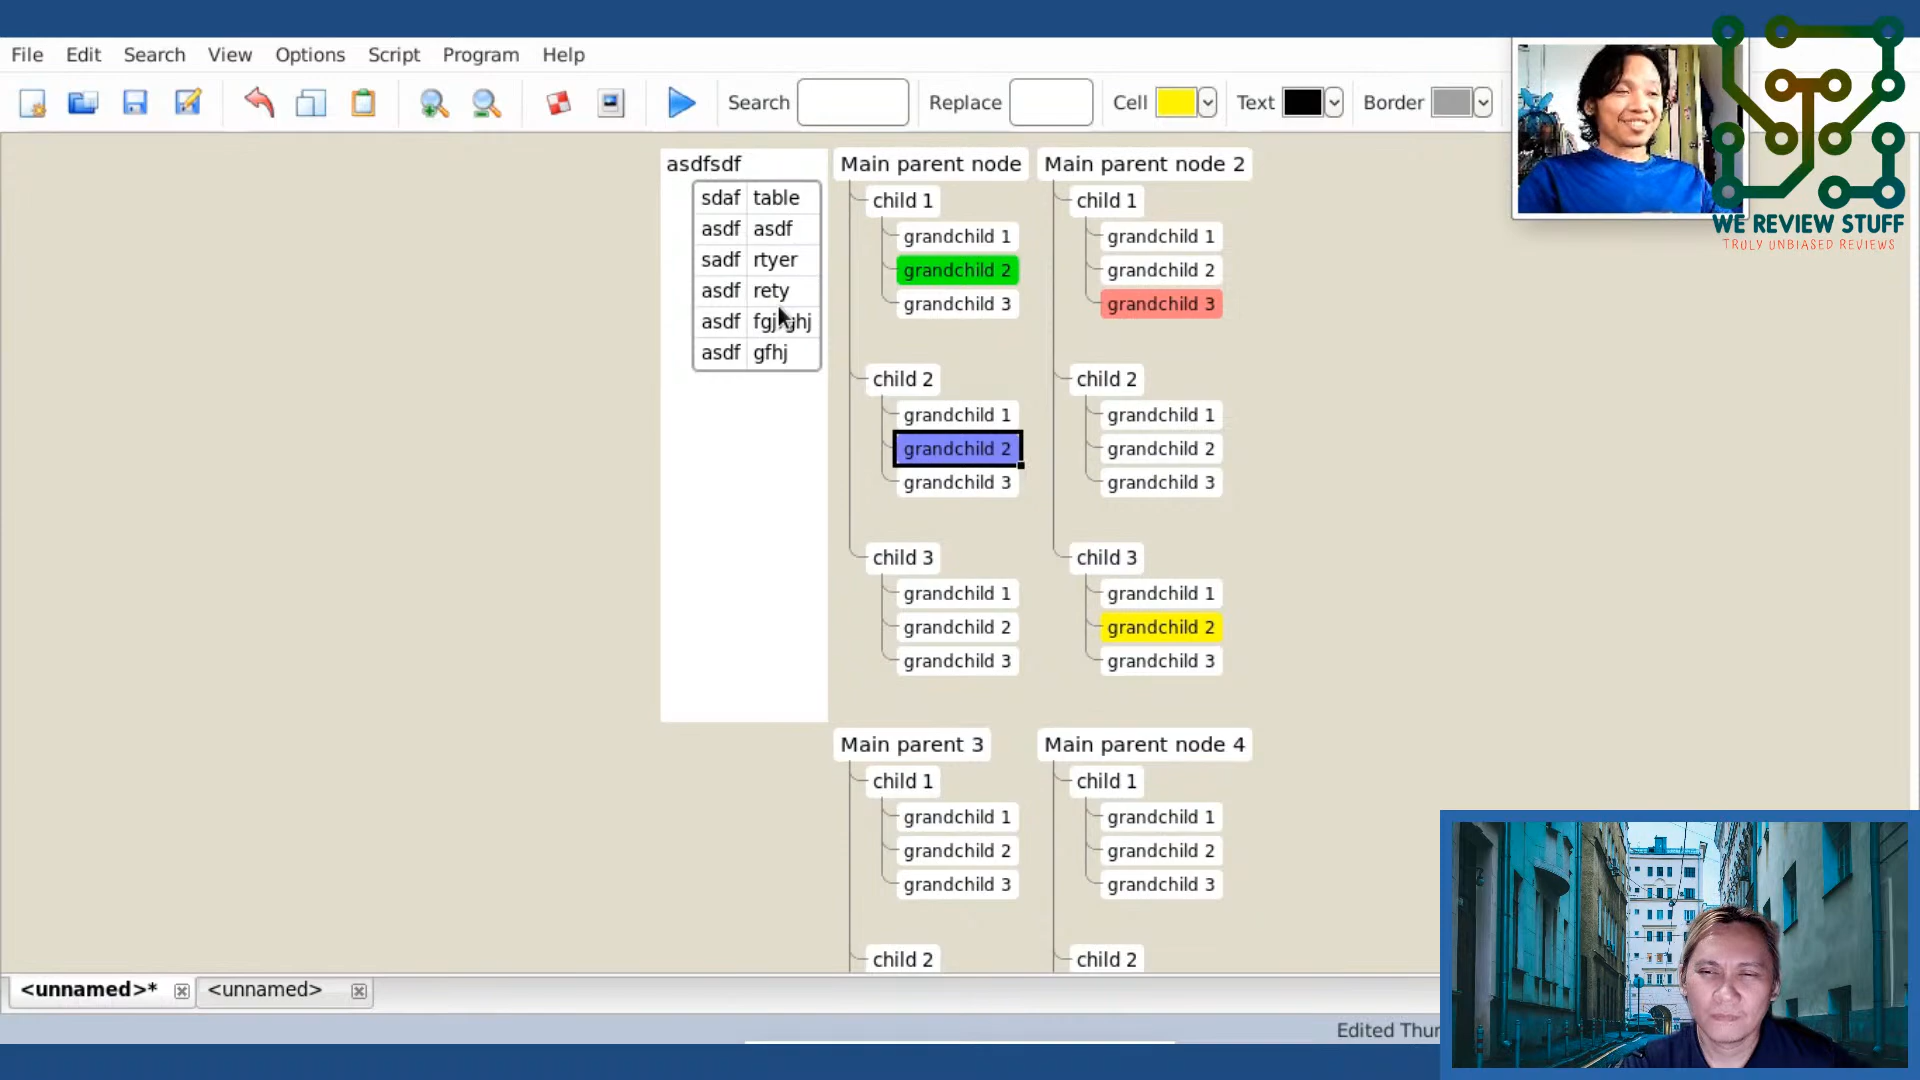 File Edit Search View Options Script Program Help
Search Replace Cell Text Border
WE REVIEW STUFF
TRULY UNBIASED REVIEWS
asdfsdf
sdaf table
asdf asdf
sadf rtyer
asdf rety
asdf
asdf gfhj
Main parent node
child 1
grandchild 1
grandchild 2
grandchild 3
child 2
grandchild 1
grandchild 2
grandchild 3
child 3
grandchild 1
grandchild 2
grandchild 3
Main parent node 2
child 1
grandchild 1
grandchild 2
grandchild 3
child 2
grandchild 1
grandchild 2
grandchild 3
child 3
grandchild 1
grandchild 2
grandchild 3
Main parent 3
child 1
grandchild 1
grandchild 2
grandchild 3
child 2
Main parent node 4
child 1
grandchild 1
grandchild 2
grandchild 3
child 2
<unnamed>* <unnamed>
Edited Thur